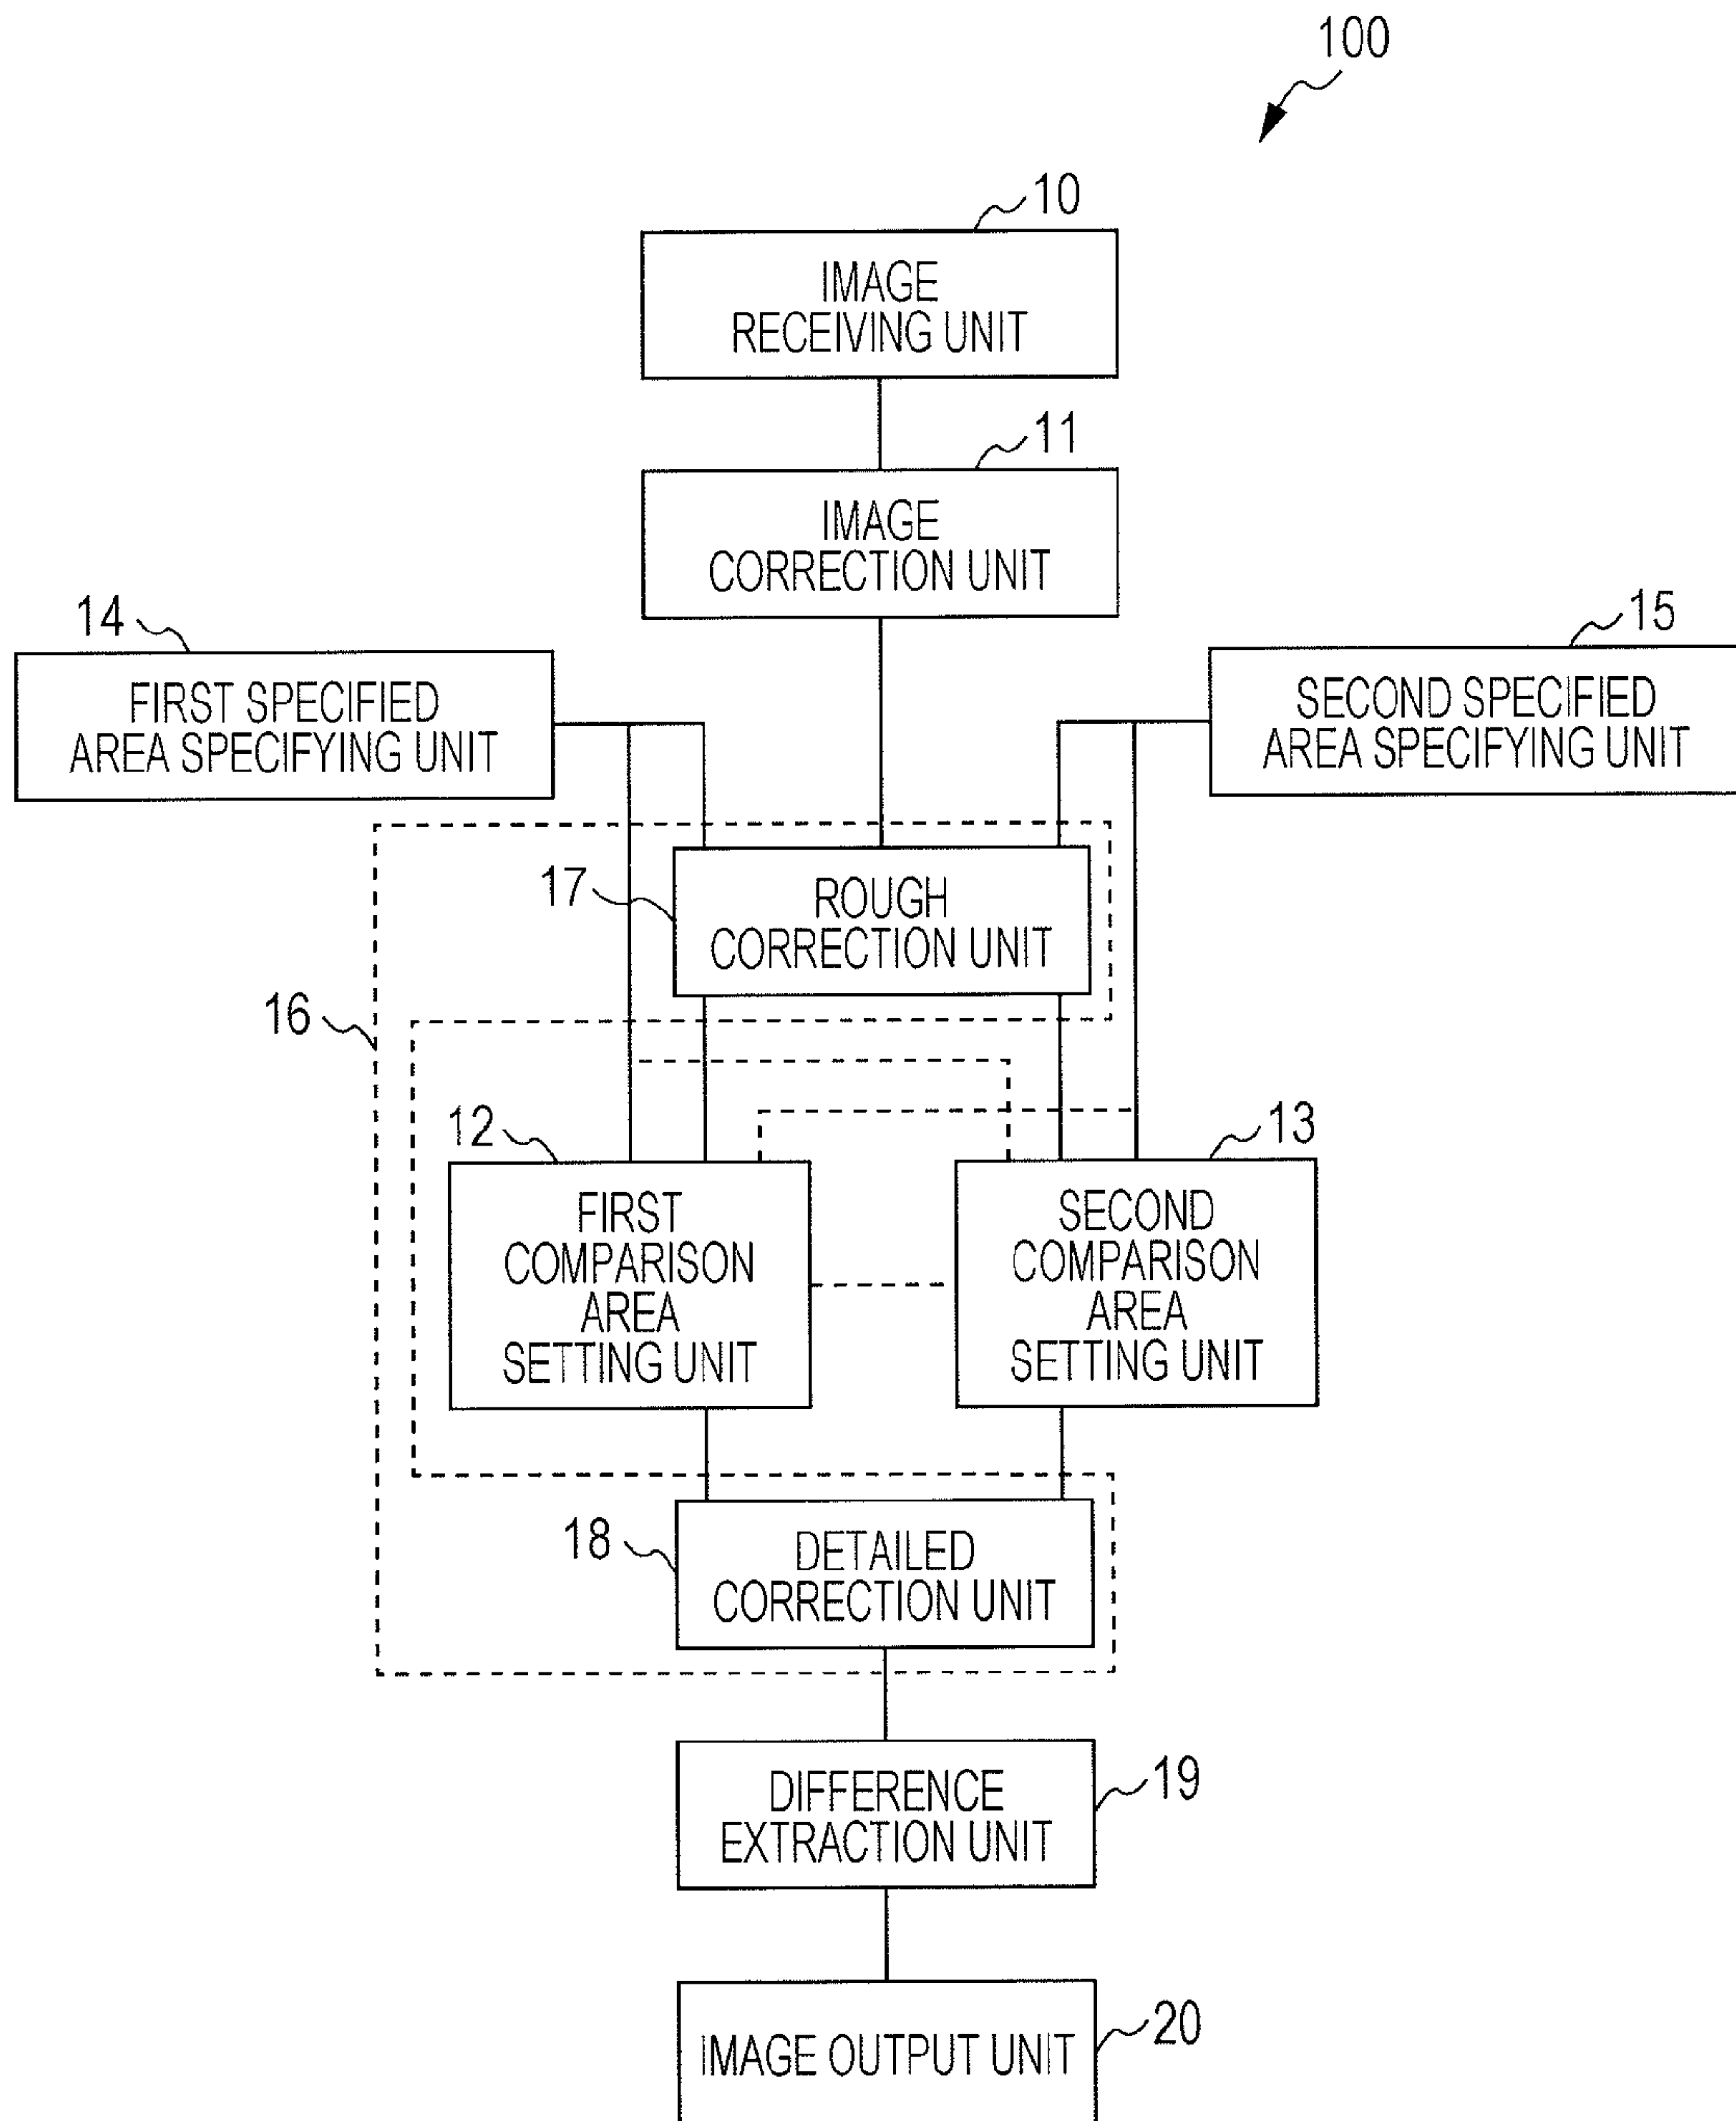 100
10
IMAGE
RECEIVING UNIT
11
IMAGE
CORRECTION UNIT
14
FIRST SPECIFIED
AREA SPECIFYING UNIT
15
SECOND SPECIFIED
AREA SPECIFYING UNIT
17
ROUGH
CORRECTION UNIT
16
12
FIRST
COMPARISON
AREA
SETTING UNIT
13
SECOND
COMPARISON
AREA
SETTING UNIT
18
DETAILED
CORRECTION UNIT
DIFFERENCE
EXTRACTION UNIT
19
IMAGE OUTPUT UNIT
20